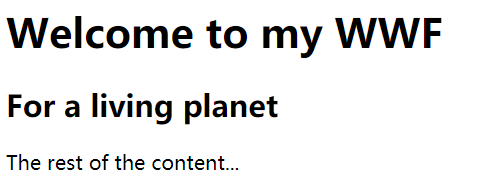 Welcome to my WWF
For a living planet
The rest of the content...